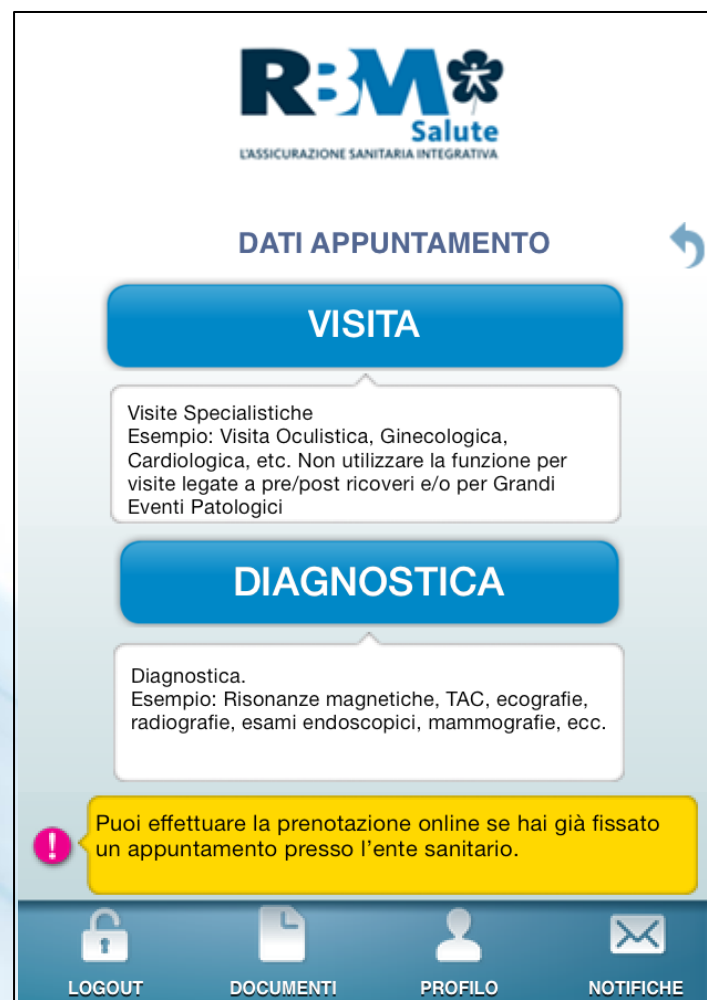 RBM
Salute
L'ASSICURAZIONE SANITARIA INTEGRATIVA
DATI APPUNTAMENTO
VISITA
Visite Specialistiche
Esempio: Visita Oculistica, Ginecologica,
Cardiologica, etc. Non utilizzare la funzione per
visite legate a pre/post ricoveri e/o per Grandi
Eventi Patologici
DIAGNOSTICA
Diagnostica.
Esempio: Risonanze magnetiche, TAC, ecografie,
radiografie, esami endoscopici, mammografie, ecc.
!
Puoi effettuare la prenotazione online se hai già fissato
un appuntamento presso l'ente sanitario.
LOGOUT DOCUMENTI PROFILO NOTIFICHE